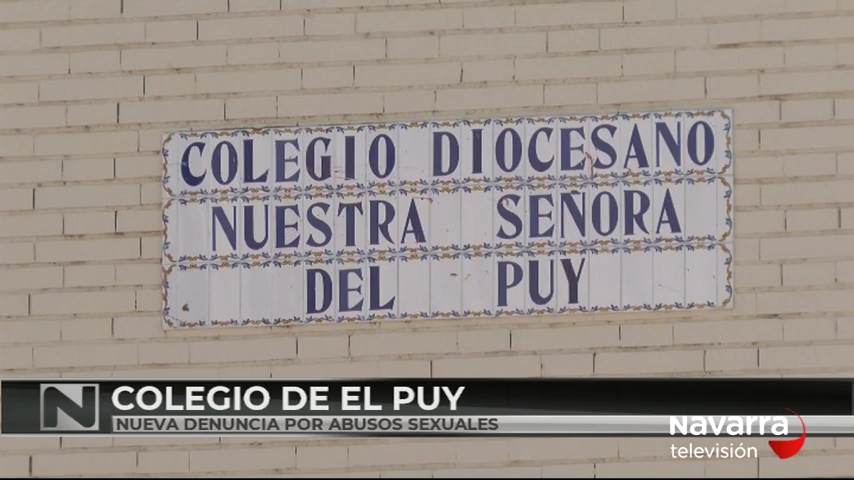 COLEGIO DIOCESANO
NUESTRA SEÑORA
DEL PUY
N COLEGIO DE EL PUY
NUEVA DENUNCIA POR ABUSOS SEXUALES
Navarra
televisión